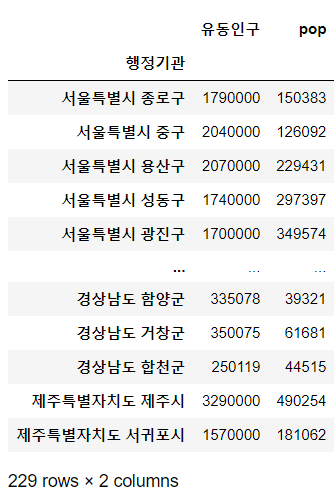 유동인구 pop
행정기관
서울특별시 종로구 1790000 150383
서울특별시 중구 2040000 126092
서울특별시 용산구 2070000 229431
서울특별시 성동구 1740000 297397
서울특별시 광진구 1700000 349574
... ... ...
경상남도 함양군 335078 39321
경상남도 거창군 350075 61681
경상남도 합천군 250119 44515
제주특별자치도 제주시 3290000 490254
제주특별자치도 서귀포시 1570000 181062
229 rows × 2 columns